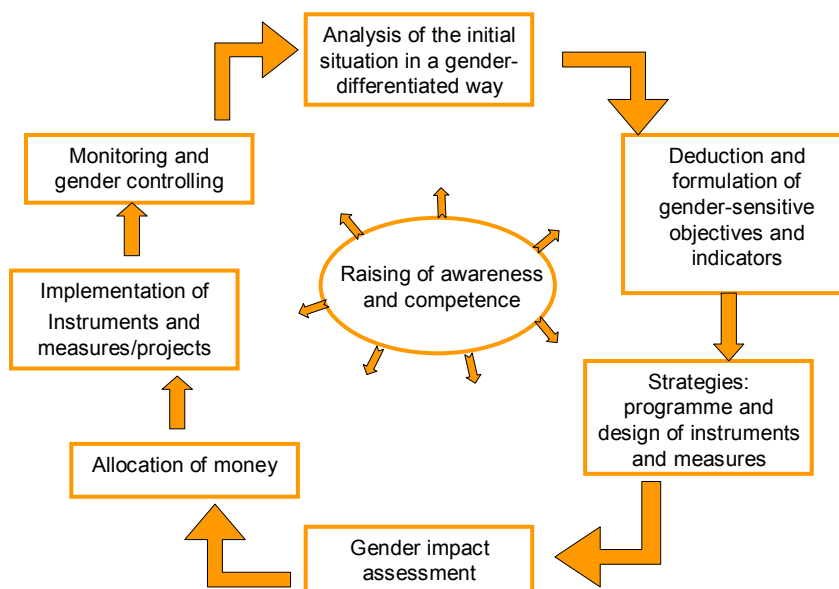 Analysis of the initial
situation in a gender-
differentiated way
Deduction and
formulation of
gender-sensitive
objectives and
indicators
Strategies:
programme and
design of instruments
and measures
Gender impact
assessment
Allocation of money
Implementation of
Instruments and
measures/projects
Monitoring and
gender controlling
Raising of awareness
and competence